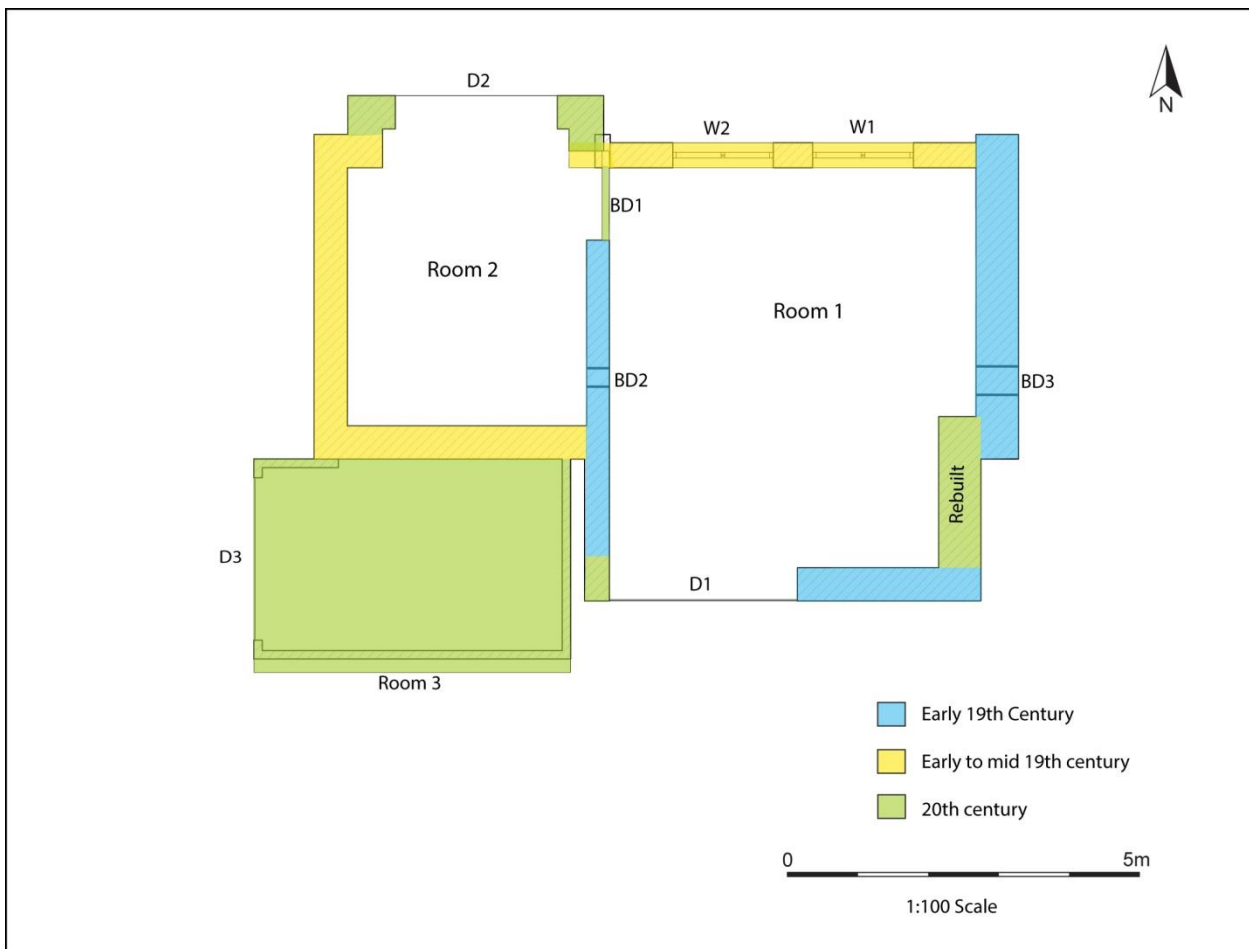 D2
N
W2
W1
BD1
Room 2
Room 1
BD2
BD3
Rebuilt
D3
D1
Room 3
Early 19th Century
Early to mid 19th century
20th century
0
5m
1:100 Scale